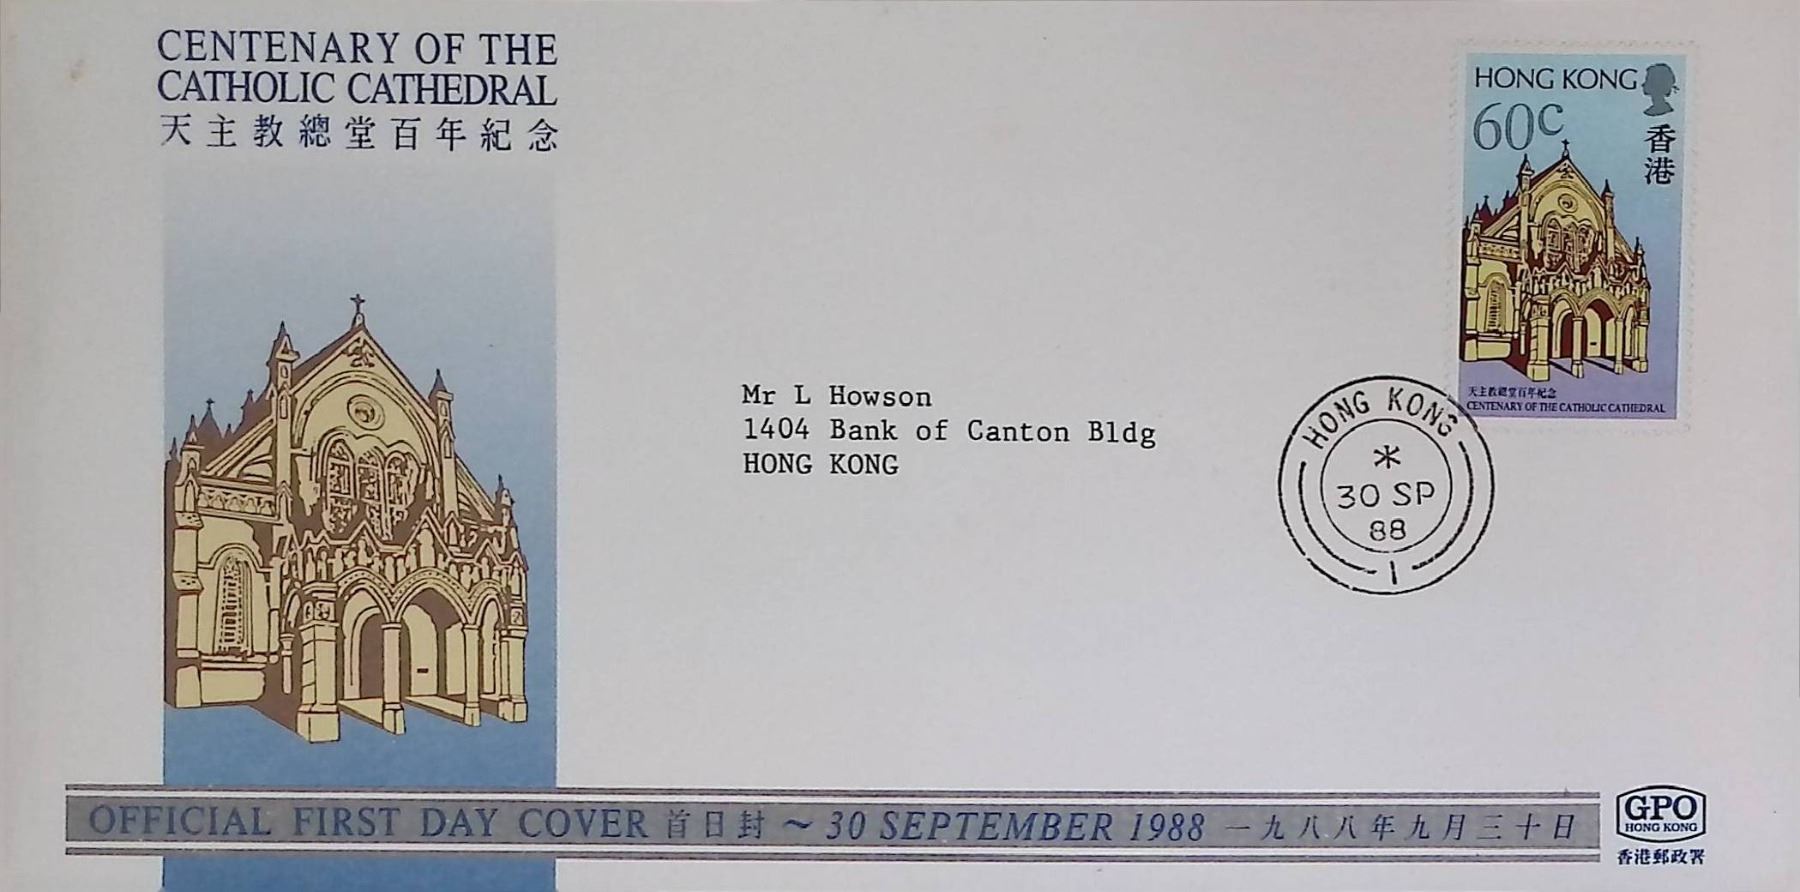 CENTENARY OF THE
CATHOLIC CATHEDRAL
天主教總堂百年紀念
HONG KONG
60c
香港
天主教總堂百年紀念
CENTENARY OF THE CATHOLIC CATHEDRAL
Mr L Howson
1404 Bank of Canton Bldg
HONG KONG
HONG KONG
*
30 SP
88
1
OFFICIAL FIRST DAY COVER 首日封 ~ 30 SEPTEMBER 1988 一九八八年九月三十日
GPO
HONG KONG
香港郵政署